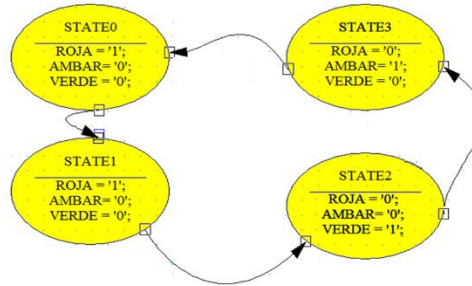 STATE0
ROJA = '1';
AMBAR= '0';
VERDE = '0';
STATE3
ROJA = '0';
AMBAR= '1';
VERDE = '0';
STATE1
ROJA = '1';
AMBAR= '0';
VERDE = '0';
STATE2
ROJA = '0';
AMBAR= '0';
VERDE = '1';